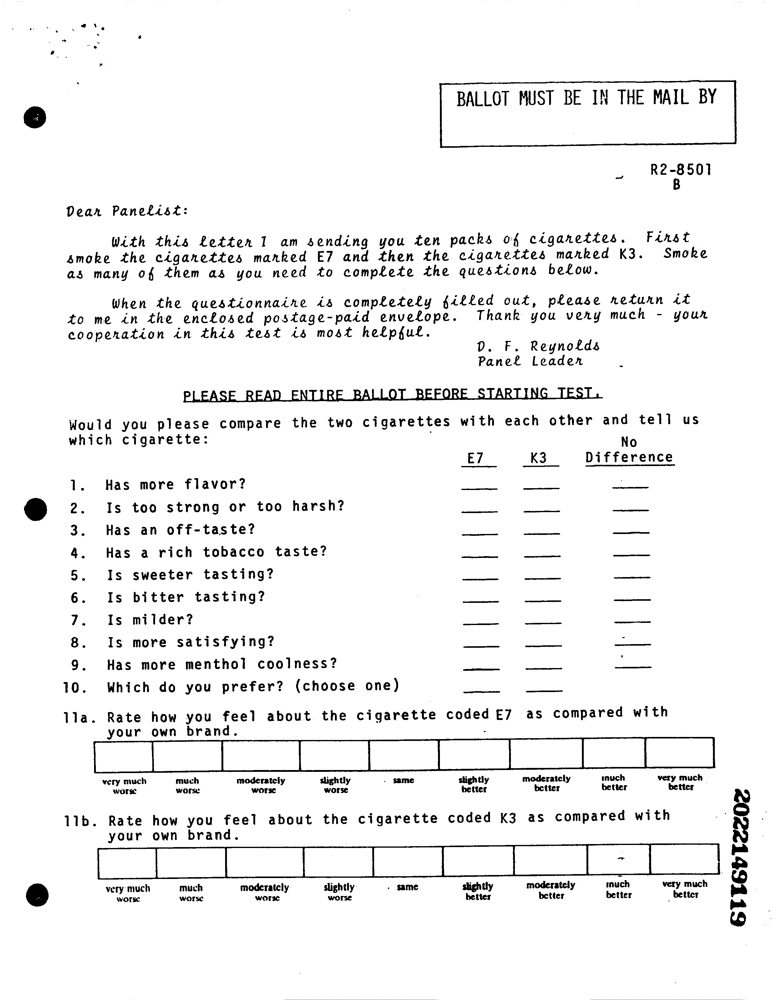 BALLOT MUST BE IN THE MAIL BY
R2-8501
B
Dear Panelist:
With this letter I am sending you ten packs of cigarettes. First
smoke the cigarettes marked E7 and then the cigarettes marked K3. Smoke
as many of them as you need to complete the questions below.
When the questionnaire is completely filled out, please return it
to me in the enclosed postage-paid envelope. Thank you very much - your
cooperation in this test is most helpful.
D. F. Reynolds
Panel Leader
PLEASE READ ENTIRE BALLOT BEFORE STARTING TEST.
Would you please compare the two cigarettes with each other and tell us
which cigarette:
No
E7 K3 Difference
1. Has more flavor?
2. Is too strong or too harsh?
3. Has an off-taste?
4. Has a rich tobacco taste?
5. Is sweeter tasting?
6. Is bitter tasting?
7. Is milder?
8. Is more satisfying?
9. Has more menthol coolness?
10. Which do you prefer? (choose one)
11a. Rate how you feel about the cigarette coded E7 as compared with
your own brand.
very much much moderately slightly same slightly moderately much very much
worse worse worse worse better better better better
11b. Rate how you feel about the cigarette coded K3 as compared with
your own brand.
very much much moderately slightly same slightly moderately much very much
worse worse worse worse better better better better
2022149119